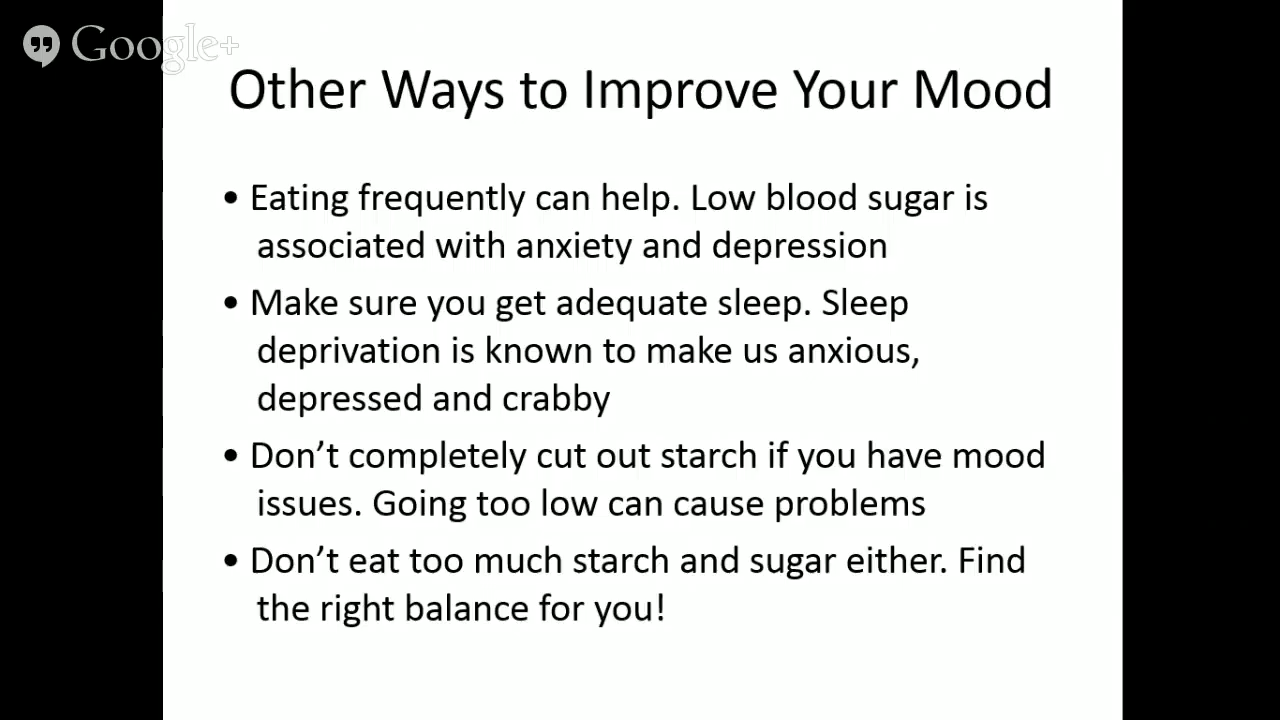 Google+
Other Ways to Improve Your Mood
• Eating frequently can help. Low blood sugar is
associated with anxiety and depression
• Make sure you get adequate sleep. Sleep
deprivation is known to make us anxious,
depressed and crabby
• Don’t completely cut out starch if you have mood
issues. Going too low can cause problems
• Don’t eat too much starch and sugar either. Find
the right balance for you!